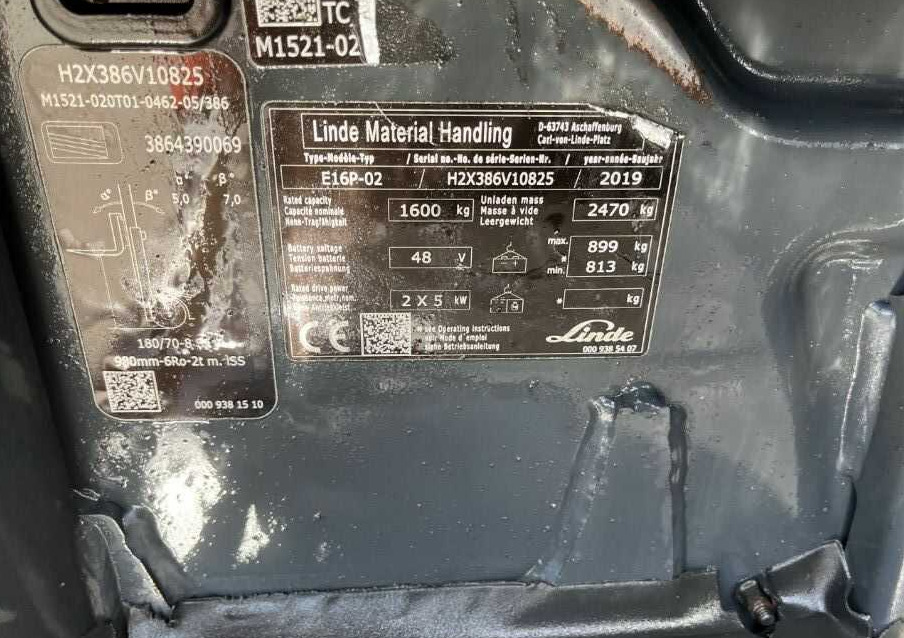 TC
M1521-02
H2X386V10825
M1521-020T01-0462-05/386
3864390069
α° β°
α° β° 5,0 7,0
180/70-8
980mm-6Ro-2t m. ISS
000 938 15 10
Linde Material Handling
D-63743 Aschaffenburg
Carl-von-Linde-Platz
Type-Modèle-Typ / Serial no.-No. de série-Serien-Nr. / year-année-Baujahr
E16P-02 / H2X386V10825 / 2019
Rated capacity
Capacité nominale
Nenn-Tragfähigkeit
1600 kg
Unladen mass
Masse à vide
Leergewicht
2470 kg
Battery voltage
Tension batterie
Batteriespannung
48 V
max. 899 kg
*
min. 813 kg
Rated drive power
2 X 5 kW
* kg
CE
* see Operating instructions
voir Mode d'emploi
siehe Betriebsanleitung
Linde
000 938 54 07